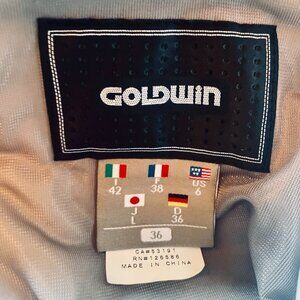 GOLDWIN
I F US
42 38 6
J D
L 36
36
CA#53191
RN#126586
MADE IN CHINA